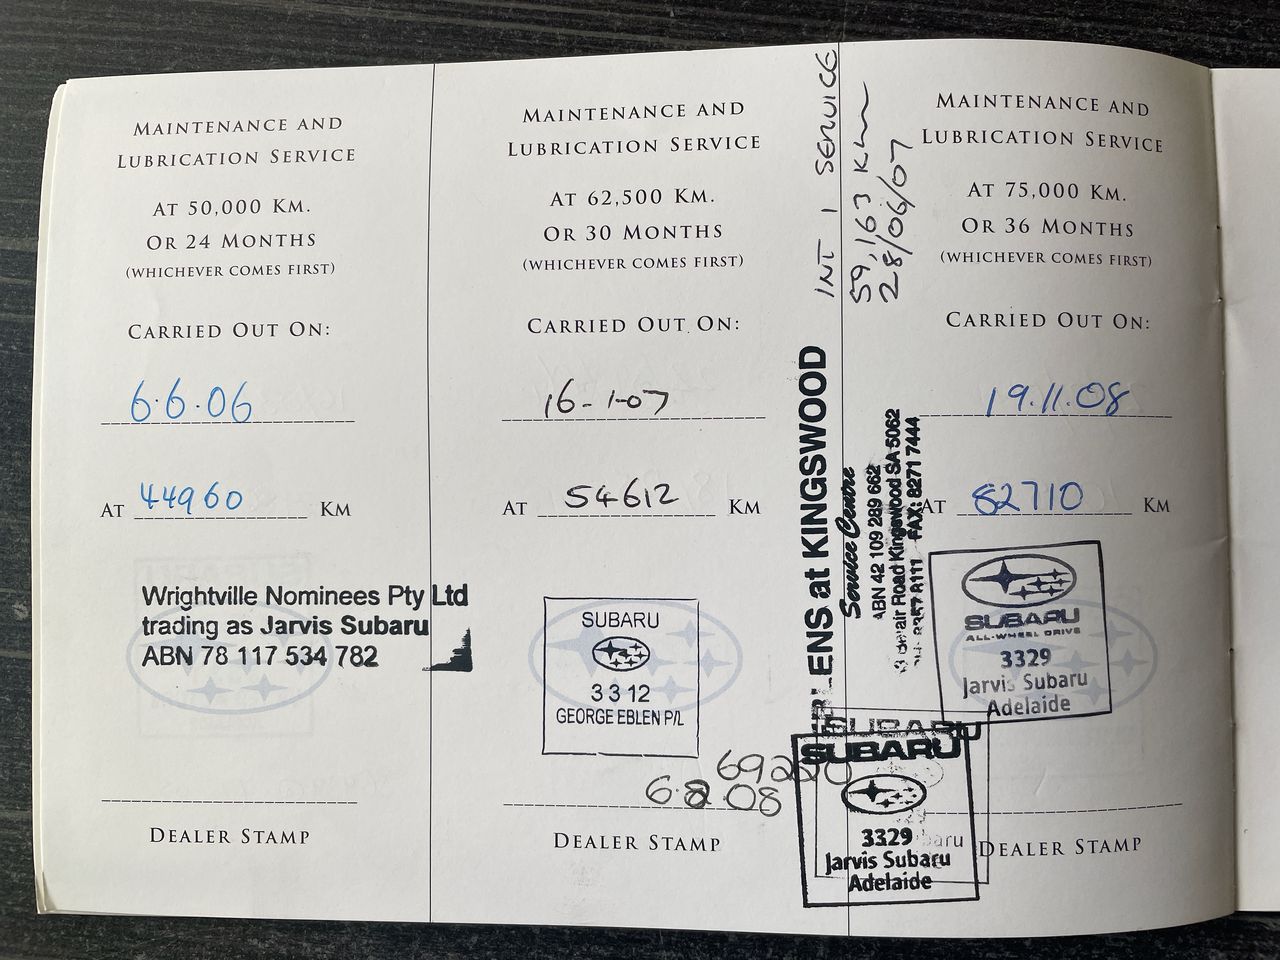 MAINTENANCE AND
LUBRICATION SERVICE
AT 50,000 KM.
OR 24 MONTHS
(WHICHEVER COMES FIRST)
CARRIED OUT ON:
6.6.06
AT 44960 KM
Wrightville Nominees Pty Ltd
trading as Jarvis Subaru
ABN 78 117 534 782
DEALER STAMP
MAINTENANCE AND
LUBRICATION SERVICE
AT 62,500 KM.
OR 30 MONTHS
(WHICHEVER COMES FIRST)
CARRIED OUT ON:
16-1-07
AT 54612 KM
SUBARU
3312
GEORGE EBLEN P/L
69220
6.8.08
DEALER STAMP
INT 1 SERVICE
59,163 Km
28/06/07
EBLENS at KINGSWOOD
Service Centre
ABN 42 109 289 662
Road Kingswood SA 5062
8111 FAX: 8271 7444
SUBARU
SUBARU
3329
Jarvis Subaru
Adelaide
MAINTENANCE AND
LUBRICATION SERVICE
AT 75,000 KM.
OR 36 MONTHS
(WHICHEVER COMES FIRST)
CARRIED OUT ON:
19.11.08
AT 82710 KM
SUBARU
ALL-WHEEL DRIVE
3329
Jarvis Subaru
Adelaide
DEALER STAMP